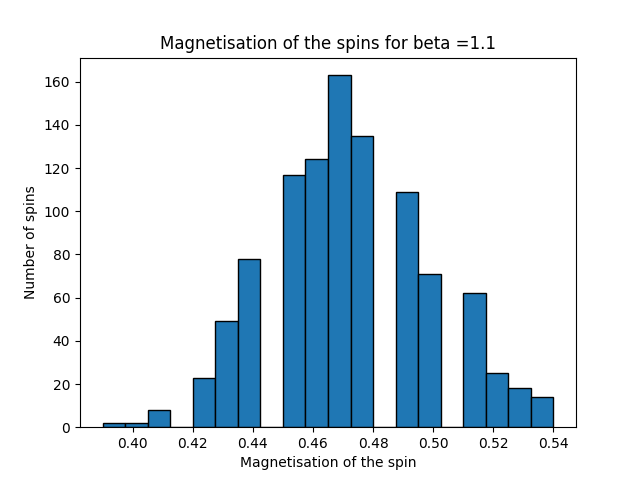 Magnetisation of the spins for beta =1.1
Number of spins
160
140
120
100
80
60
40
20
0
0.40 0.42 0.44 0.46 0.48 0.50 0.52 0.54
Magnetisation of the spin